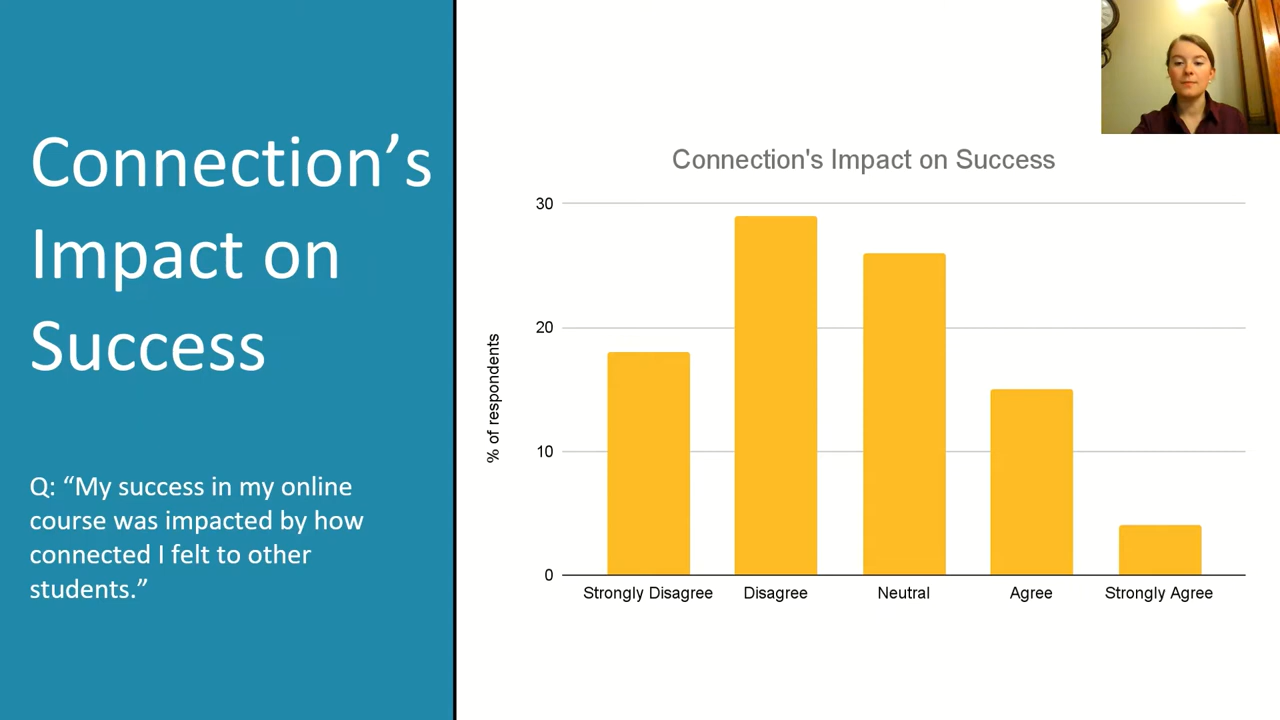 Connection’s
Impact on
Success
Q: “My success in my online
course was impacted by how
connected I felt to other
students.”
Connection's Impact on Success
% of respondents
30
20
10
0
Strongly Disagree
Disagree
Neutral
Agree
Strongly Agree